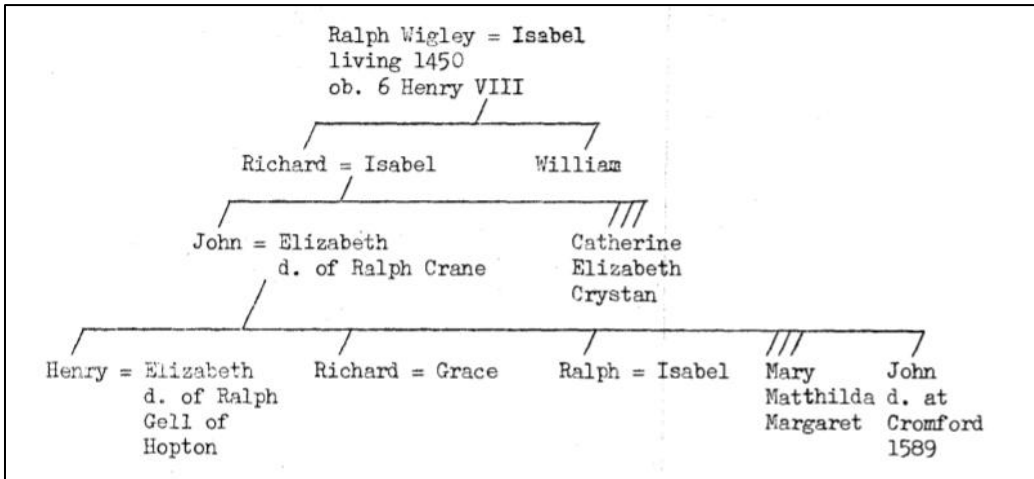 Ralph Wigley = Isabel
living 1450
ob. 6 Henry VIII
Richard = Isabel William
John = Elizabeth
d. of Ralph Crane
Catherine
Elizabeth
Crystan
Henry = Elizabeth
d. of Ralph
Gell of
Hopton
Richard = Grace
Ralph = Isabel
Mary
Matthilda
Margaret
John
d. at
Cromford
1589